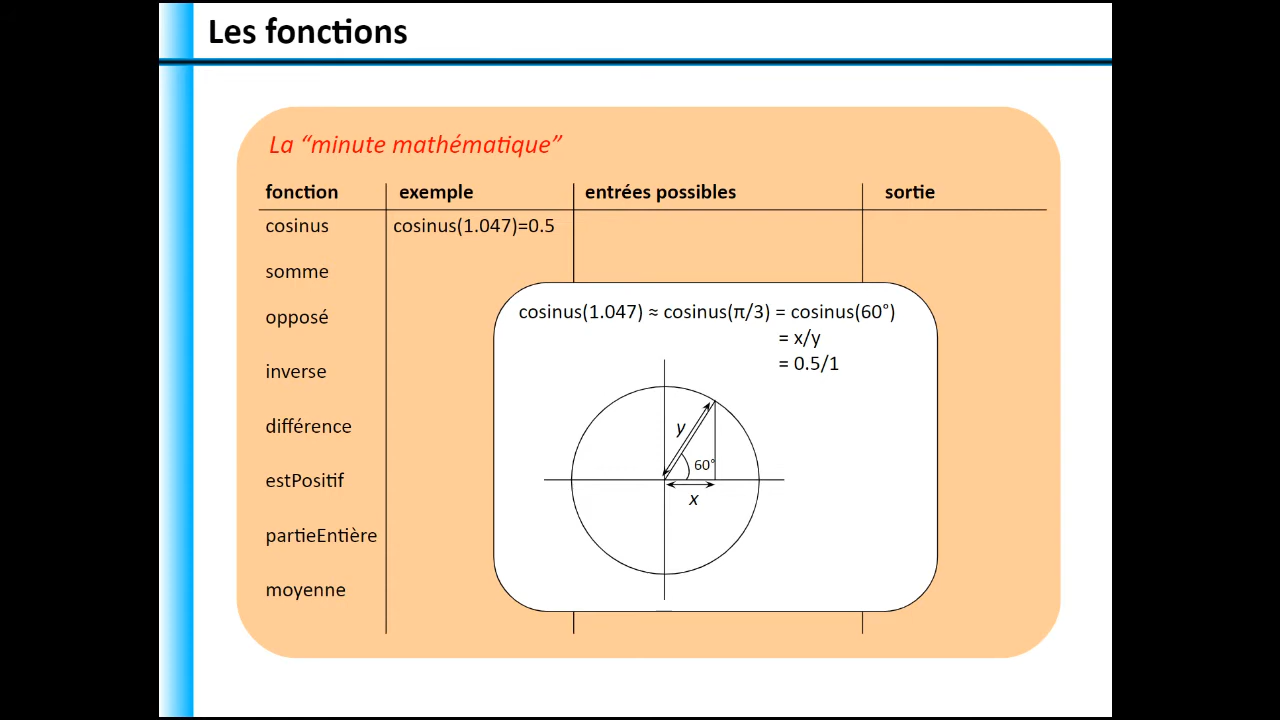 Les fonctions
La “minute mathématique”
fonction exemple entrées possibles sortie
cosinus cosinus(1.047)=0.5
somme
opposé
inverse
différence
estPositif
partieEntière
moyenne
cosinus(1.047) ≈ cosinus(π/3) = cosinus(60°)
= x/y
= 0.5/1
y
60°
x